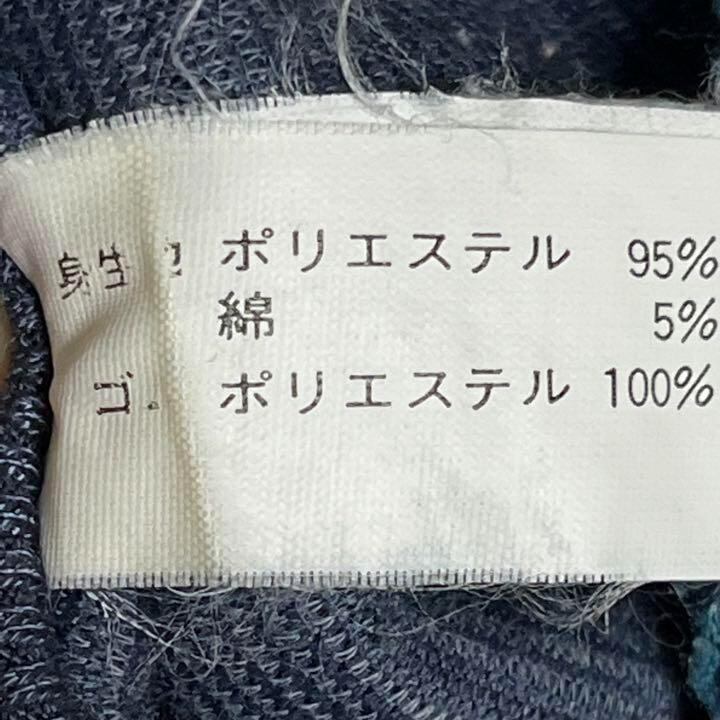 身生 ポリエステル 95%
綿 5%
ゴ ポリエステル 100%